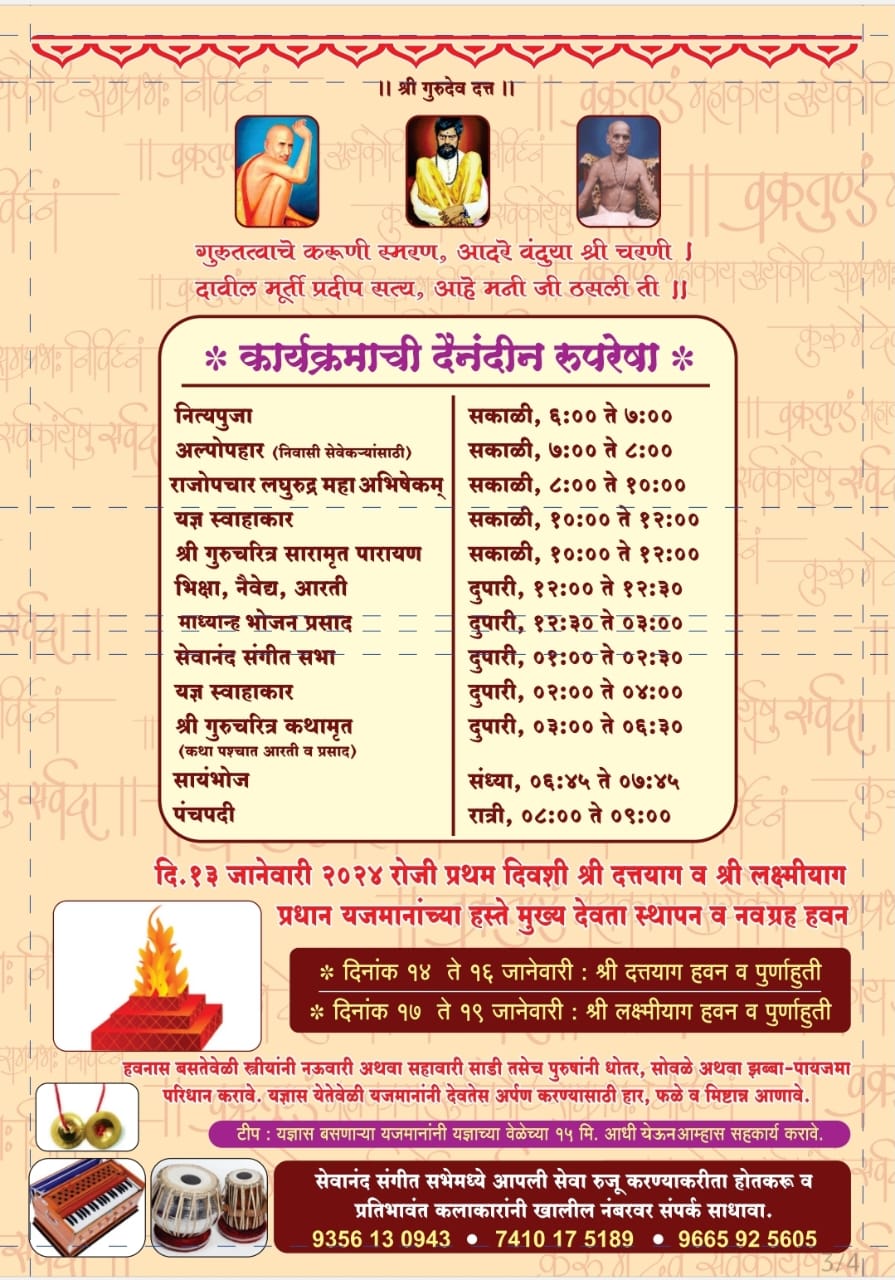 ।। श्री गुरुदेव दत्त ।।
गुरुतत्वाचे करूणी स्मरण, आदरे वंदुया श्री चरणी ।
दावील मूर्ती प्रदीप सत्य, आहे मनी जी ठसली ती ।।
* कार्यक्रमाची दैनंदीन रुपरेषा *
नित्यपुजा सकाळी, ६:०० ते ७:००
अल्पोपहार (निवासी सेवेकऱ्यांसाठी) सकाळी, ७:०० ते ८:००
राजोपचार लघुरुद्र महाअभिषेकम् सकाळी, ८:०० ते १०:००
यज्ञ स्वाहाकार सकाळी, १०:०० ते १२:००
श्री गुरुचरित्र सारामृत पारायण सकाळी, १०:०० ते १२:००
भिक्षा, नैवेद्य, आरती दुपारी, १२:०० ते १२:३०
माध्यान्ह भोजन प्रसाद दुपारी, १२:३० ते ०३:००
सेवानंद संगीत सभा दुपारी, ०१:०० ते ०२:३०
यज्ञ स्वाहाकार दुपारी, ०२:०० ते ०४:००
श्री गुरुचरित्र कथामृत दुपारी, ०३:०० ते ०६:३०
(कथा पश्चात आरती व प्रसाद)
सायंभोज संध्या, ०६:४५ ते ०७:४५
पंचपदी रात्री, ०८:०० ते ०९:००
दि.१३ जानेवारी २०२४ रोजी प्रथम दिवशी श्री दत्तयाग व श्री लक्ष्मीयाग
प्रधान यजमानांच्या हस्ते मुख्य देवता स्थापन व नवग्रह हवन
* दिनांक १४ ते १६ जानेवारी : श्री दत्तयाग हवन व पुर्णाहुती
* दिनांक १७ ते १९ जानेवारी : श्री लक्ष्मीयाग हवन व पुर्णाहुती
हवनास बसतेवेळी स्त्रीयांनी नऊवारी अथवा सहावारी साडी तसेच पुरुषांनी धोतर, सोवळे अथवा झब्बा-पायजमा
परिधान करावे. यज्ञास येतेवेळी यजमानांनी देवतेस अर्पण करण्यासाठी हार, फळे व मिष्टान्न आणावे.
टीप : यज्ञास बसणाऱ्या यजमानांनी यज्ञाच्या वेळेच्या १५ मि. आधी येऊनआम्हास सहकार्य करावे.
सेवानंद संगीत सभेमध्ये आपली सेवा रुजू करण्याकरीता होतकरू व
प्रतिभावंत कलाकारांनी खालील नंबरवर संपर्क साधावा.
9356 13 0943 • 7410 17 5189 • 9665 92 5605
3/4